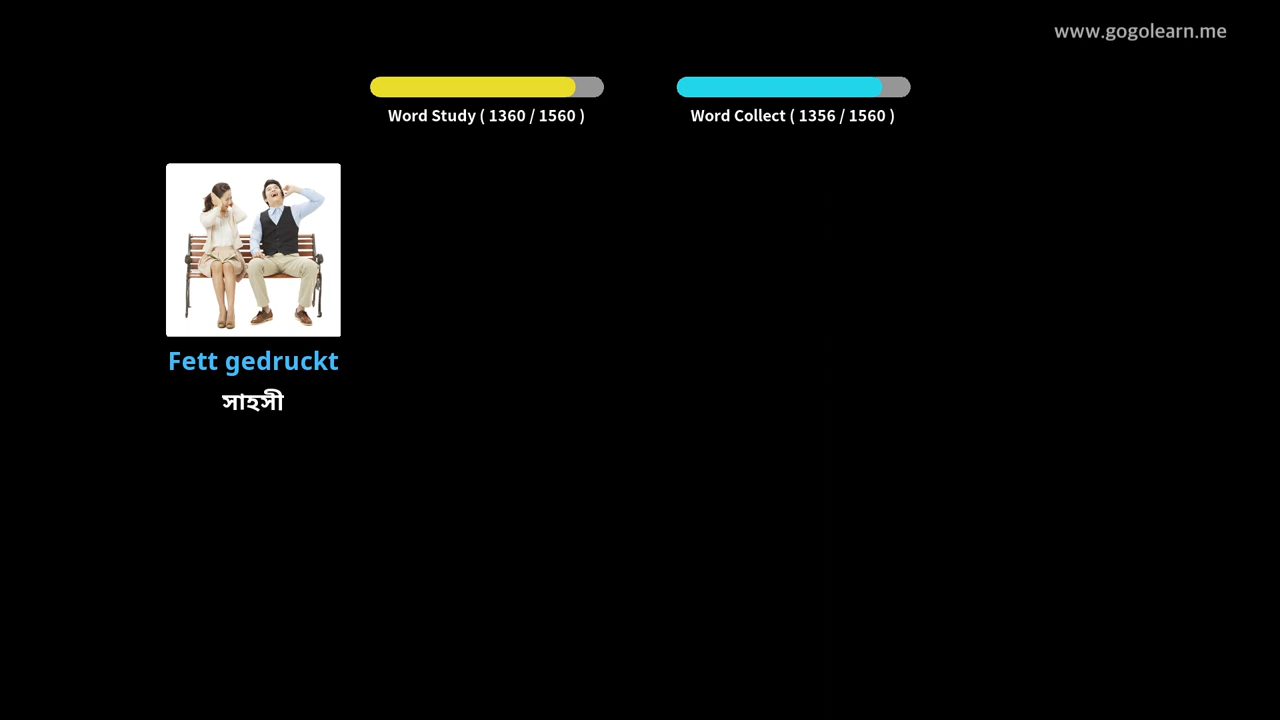 www.gogolearn.me
Word Study ( 1360 / 1560 )
Word Collect ( 1356 / 1560 )
Fett gedruckt
সাহসী